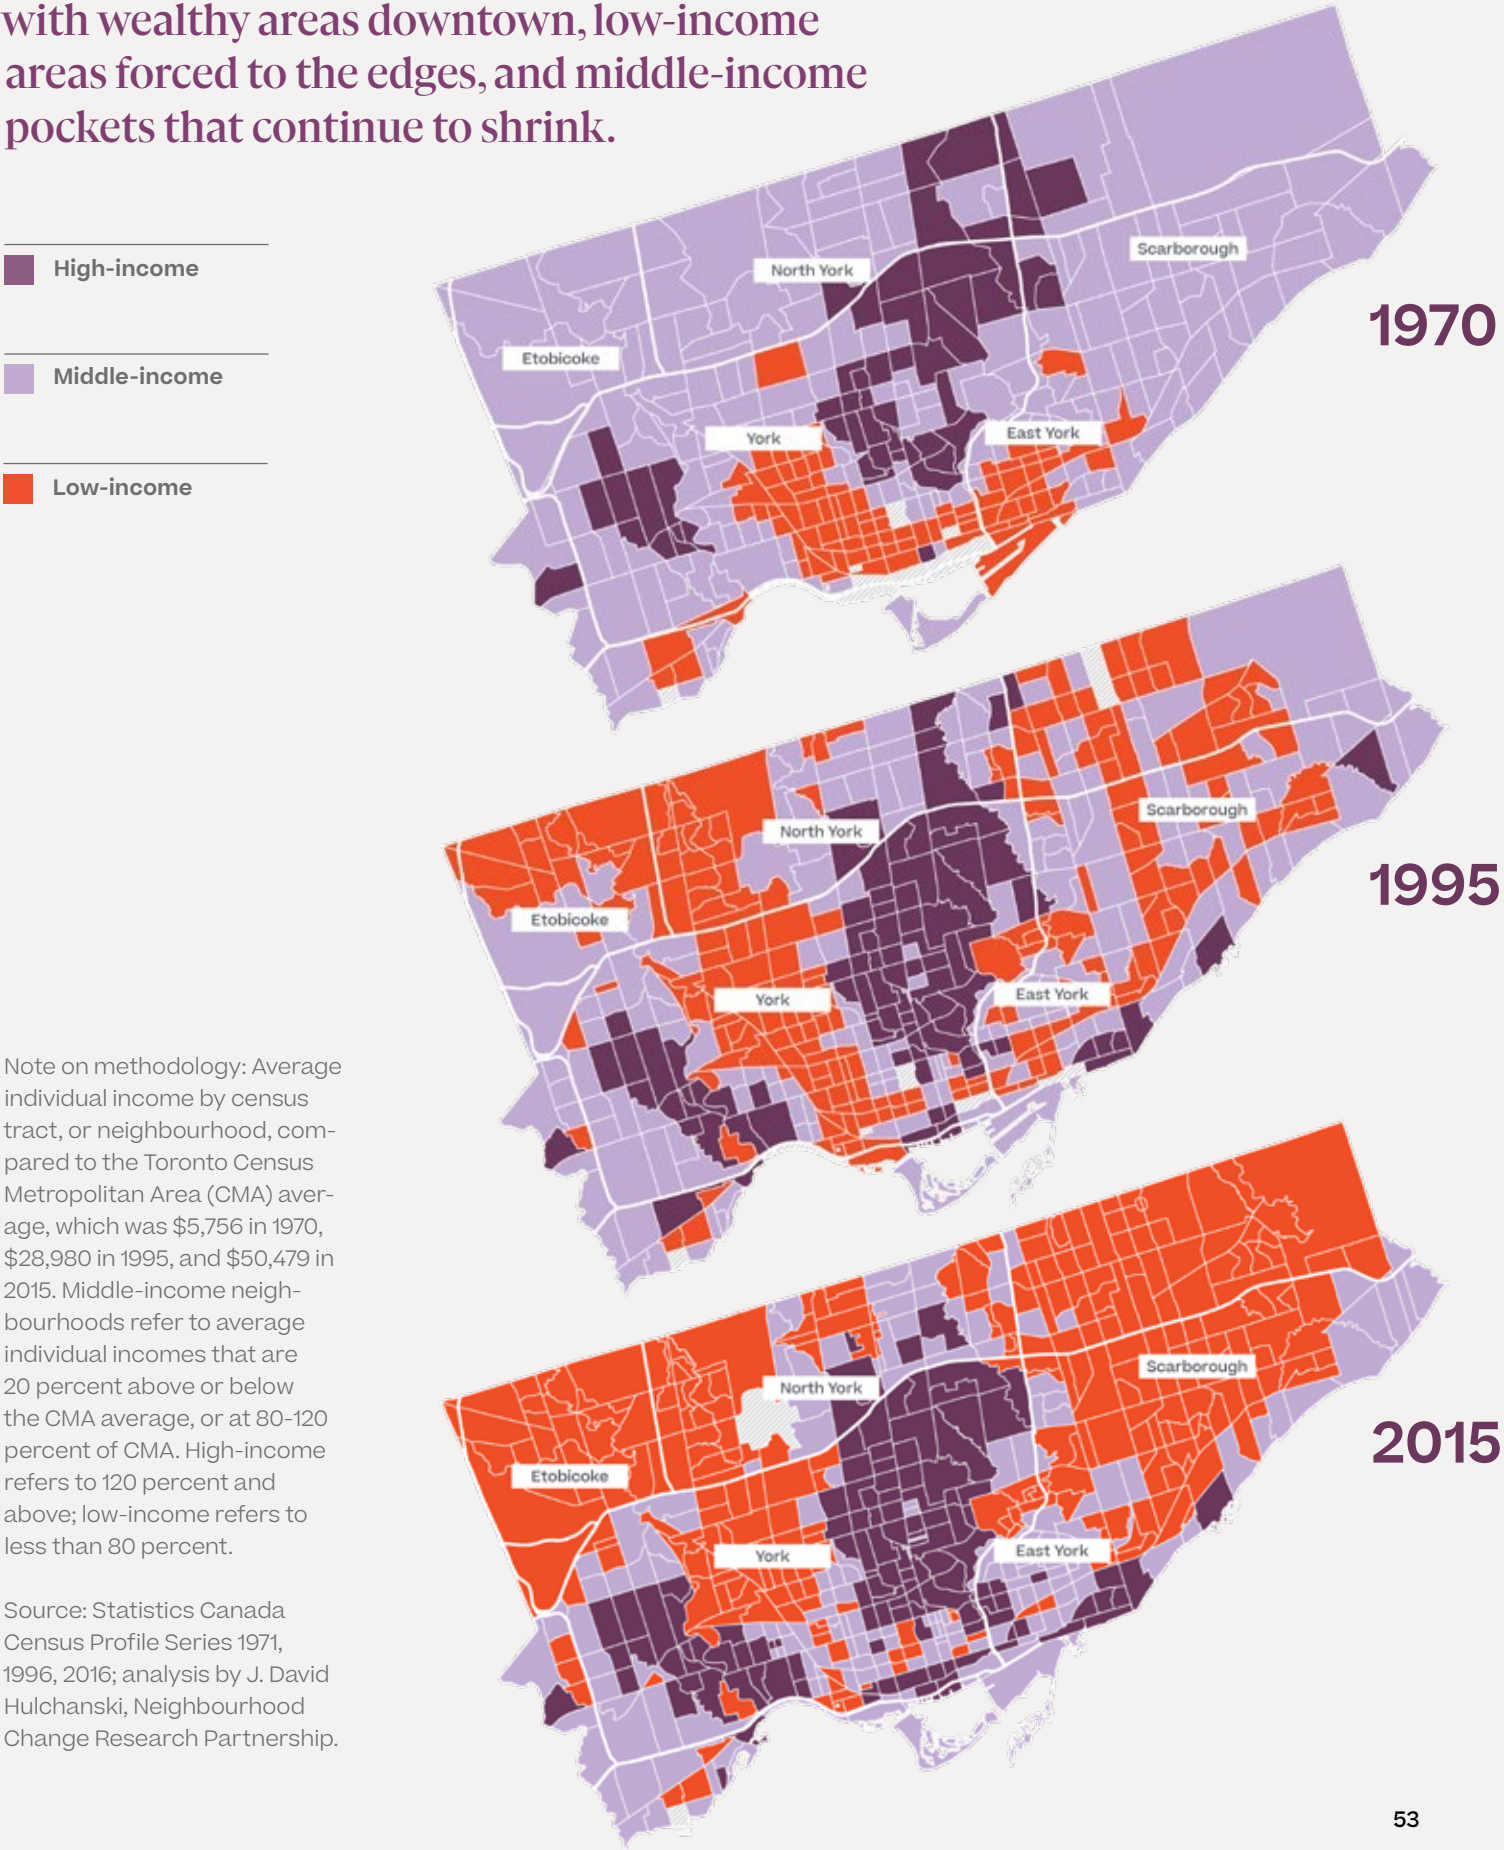 with wealthy areas downtown, low-income
areas forced to the edges, and middle-income
pockets that continue to shrink.
High-income
Middle-income
Low-income
North York
Scarborough
Etobicoke
York
East York
1970
North York
Scarborough
Etobicoke
York
East York
1995
Note on methodology: Average
individual income by census
tract, or neighbourhood, com-
pared to the Toronto Census
Metropolitan Area (CMA) aver-
age, which was $5,756 in 1970,
$28,980 in 1995, and $50,479 in
2015. Middle-income neigh-
bourhoods refer to average
individual incomes that are
20 percent above or below
the CMA average, or at 80-120
percent of CMA. High-income
refers to 120 percent and
above; low-income refers to
less than 80 percent.
Source: Statistics Canada
Census Profile Series 1971,
1996, 2016; analysis by J. David
Hulchanski, Neighbourhood
Change Research Partnership.
North York
Scarborough
Etobicoke
York
East York
2015
53